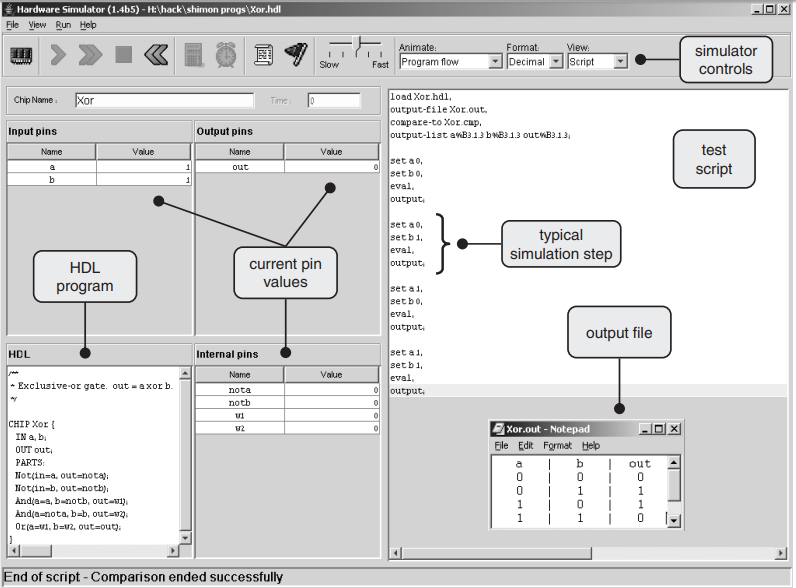 Hardware Simulator (1.4b5) - H:\hack\shimon progs\Xor.hdl
File View Run Help
Slow Fast
Animate: Format: View:
Program flow Decimal Script
simulator
controls
Chip Name : Xor Time : 0
Input pins
Name Value
a 1
b 1
Output pins
Name Value
out 0
HDL
program
current pin
values
HDL
/**
* Exclusive-or gate. out = a xor b.
*/
CHIP Xor {
IN a, b;
OUT out;
PARTS:
Not(in=a, out=nota);
Not(in=b, out=notb);
And(a=a, b=notb, out=w1);
And(a=nota, b=b, out=w2);
Or(a=w1, b=w2, out=out);
}
Internal pins
Name Value
nota 0
notb 0
w1 0
w2 0
load Xor.hdl,
output-file Xor.out,
compare-to Xor.cmp,
output-list a%B3.1.3 b%B3.1.3 out%B3.1.3;
set a 0,
set b 0,
eval,
output;
set a 0,
set b 1,
eval,
output;
set a 1,
set b 0,
eval,
output;
set a 1,
set b 1,
eval,
output;
test
script
typical
simulation step
output file
Xor.out - Notepad
File Edit Format Help
a | b | out
0 | 0 | 0
0 | 1 | 1
1 | 0 | 1
1 | 1 | 0
End of script - Comparison ended successfully